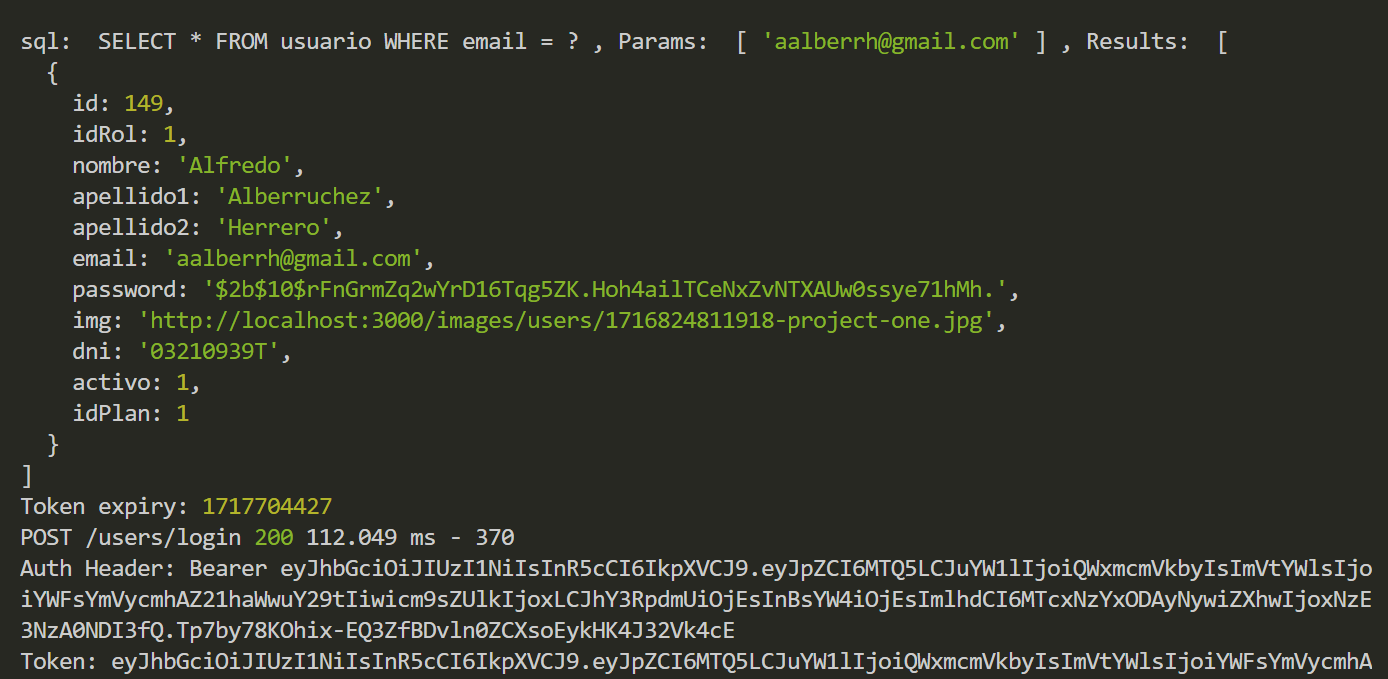 sql:  SELECT * FROM usuario WHERE email = ? , Params:  [ 'aalberrh@gmail.com' ] , Results:  [
  {
    id: 149,
    idRol: 1,
    nombre: 'Alfredo',
    apellido1: 'Alberruchez',
    apellido2: 'Herrero',
    email: 'aalberrh@gmail.com',
    password: '$2b$10$rFnGrmZq2wYrD16Tqg5ZK.Hoh4ailTCeNxZvNTXAUw0ssye71hMh.',
    img: 'http://localhost:3000/images/users/1716824811918-project-one.jpg',
    dni: '03210939T',
    activo: 1,
    idPlan: 1
  }
]
Token expiry: 1717704427
POST /users/login 200 112.049 ms - 370
Auth Header: Bearer eyJhbGciOiJIUzI1NiIsInR5cCI6IkpXVCJ9.eyJpZCI6MTQ5LCJuYW1lIjoiQWxmcmVkbyIsImVtYWlsIjo
iYWFsYmVycmhAZ21haWwuY29tIiwicm9sZUlkIjoxLCJhY3RpdmUiOjEsInBsYW4iOjEsImlhdCI6MTcxNzYxODAyNywiZXhwIjoxNzE
3NzA0NDI3fQ.Tp7by78KOhix-EQ3ZfBDvln0ZCXsoEykHK4J32Vk4cE
Token: eyJhbGciOiJIUzI1NiIsInR5cCI6IkpXVCJ9.eyJpZCI6MTQ5LCJuYW1lIjoiQWxmcmVkbyIsImVtYWlsIjoiYWFsYmVycmhA